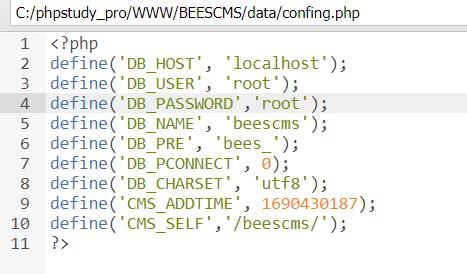 C:/phpstudy_pro/WWW/BEESCMS/data/confing.php
1 <?php
2 define('DB_HOST', 'localhost');
3 define('DB_USER', 'root');
4 define('DB_PASSWORD','root');
5 define('DB_NAME', 'beescms');
6 define('DB_PRE', 'bees_');
7 define('DB_PCONNECT', 0);
8 define('DB_CHARSET', 'utf8');
9 define('CMS_ADDTIME', 1690430187);
10 define('CMS_SELF','/beescms/');
11 ?>